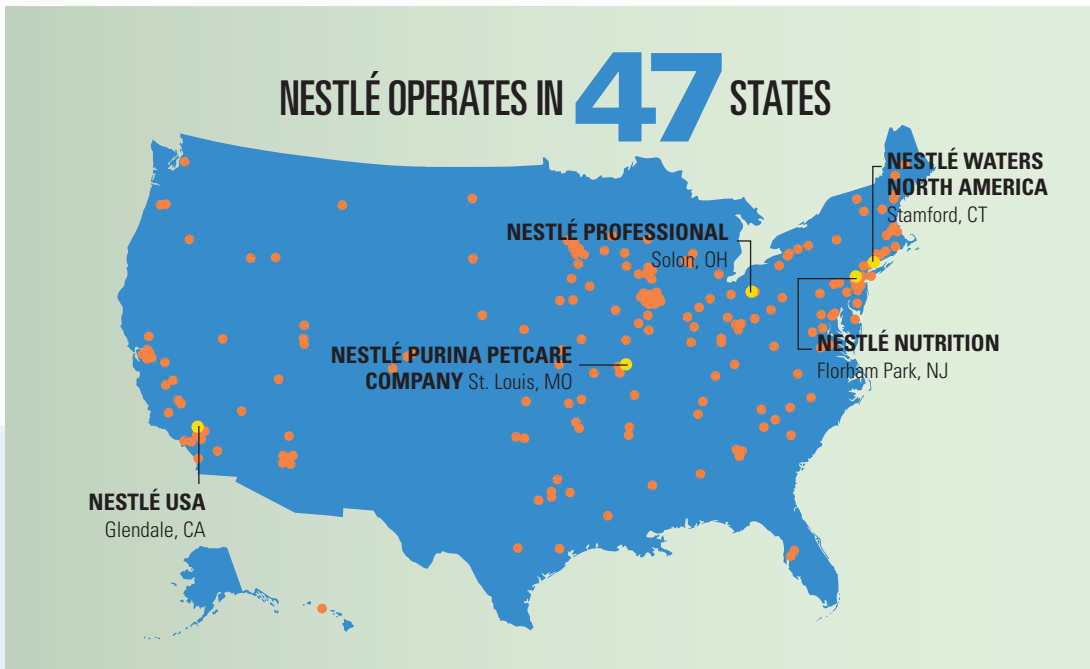 NESTLÉ OPERATES IN 47 STATES
NESTLÉ WATERS
NORTH AMERICA
Stamford, CT
NESTLÉ PROFESSIONAL
Solon, OH
NESTLÉ NUTRITION
Florham Park, NJ
NESTLÉ PURINA PETCARE
COMPANY St. Louis, MO
NESTLÉ USA
Glendale, CA